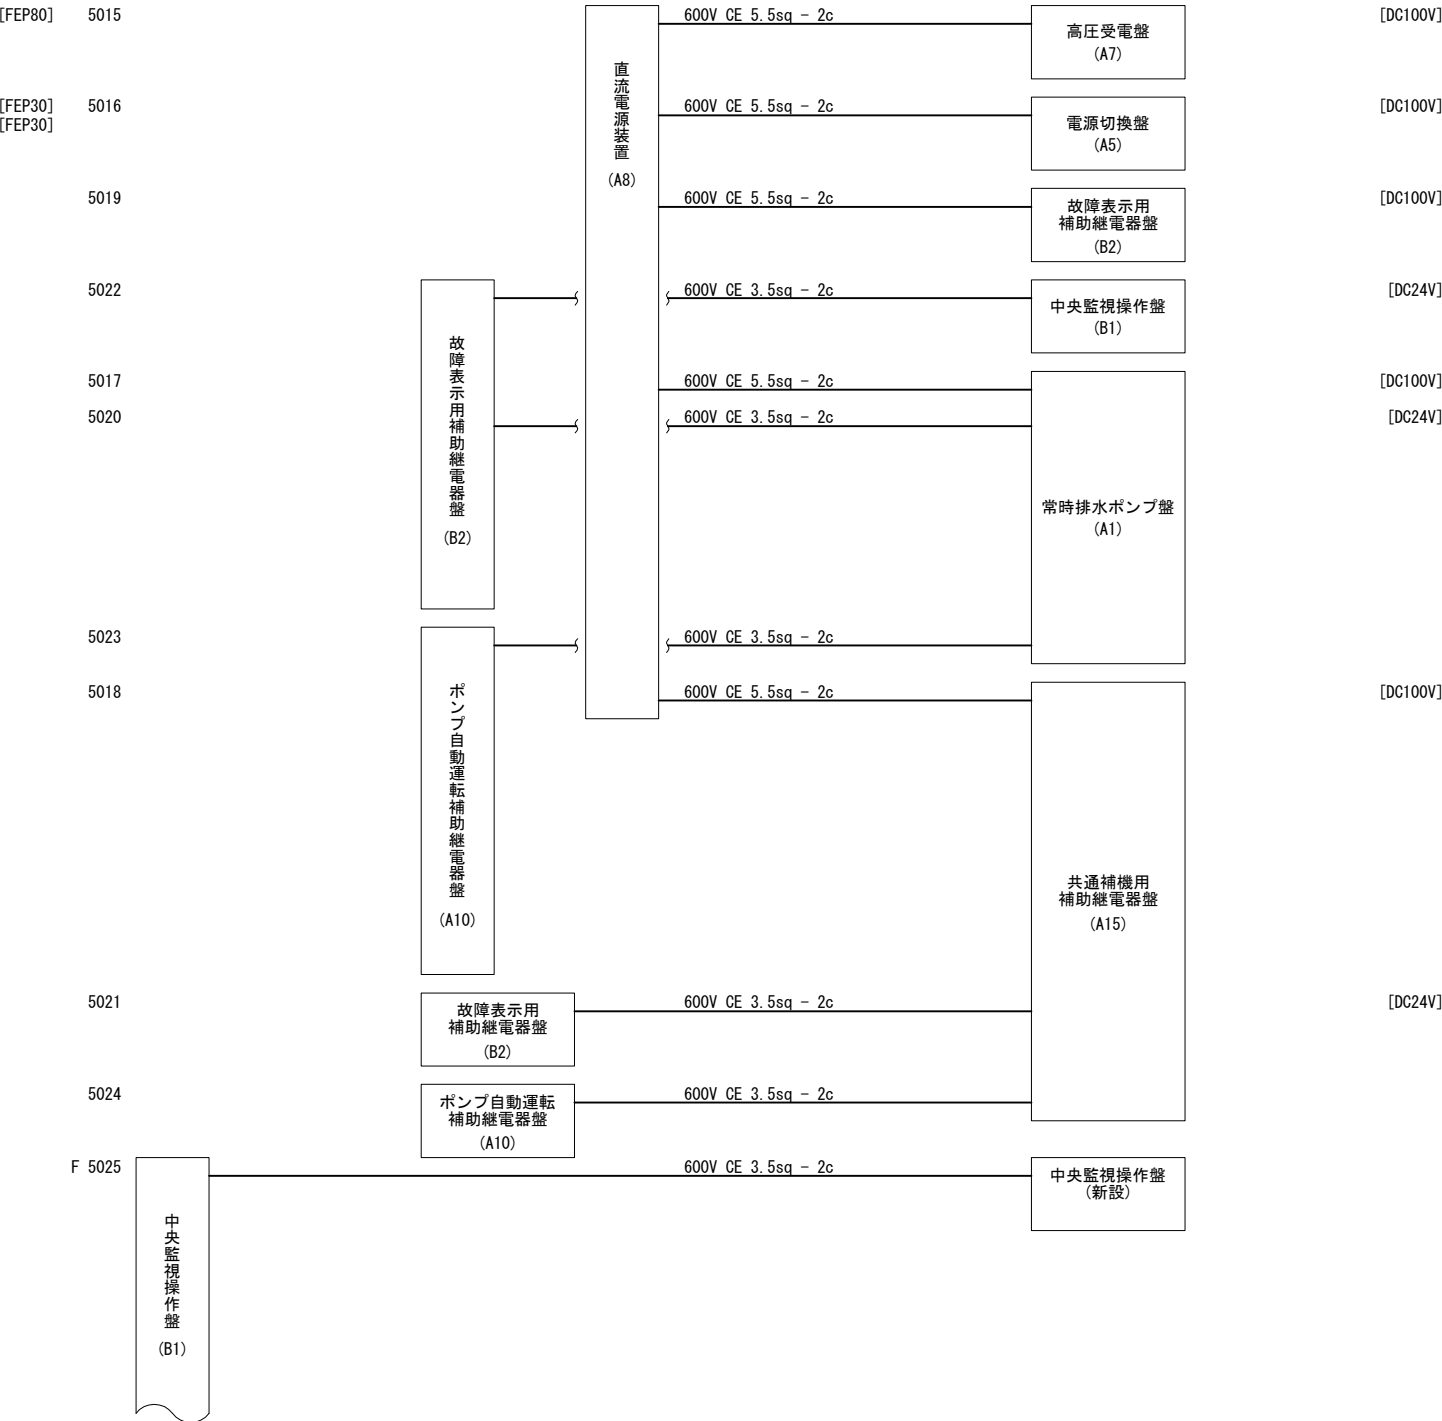 [FEP80] 5015 600V CE 5.5sq - 2c [DC100V]
高圧受電盤
(A7)
直流電源装置
(A8)
[FEP30] 5016 600V CE 5.5sq - 2c [DC100V]
[FEP30]
電源切換盤
(A5)
5019 600V CE 5.5sq - 2c [DC100V]
故障表示用
補助継電器盤
(B2)
5022 600V CE 3.5sq - 2c [DC24V]
中央監視操作盤
(B1)
故障表示用補助継電器盤
(B2)
5017 600V CE 5.5sq - 2c [DC100V]
5020 600V CE 3.5sq - 2c [DC24V]
常時排水ポンプ盤
(A1)
5023 600V CE 3.5sq - 2c
ポンプ自動運転補助継電器盤
(A10)
5018 600V CE 5.5sq - 2c [DC100V]
共通補機用
補助継電器盤
(A15)
5021 600V CE 3.5sq - 2c [DC24V]
故障表示用
補助継電器盤
(B2)
5024 600V CE 3.5sq - 2c
ポンプ自動運転
補助継電器盤
(A10)
F 5025 600V CE 3.5sq - 2c
中央監視操作盤
(新設)
中央監視操作盤
(B1)